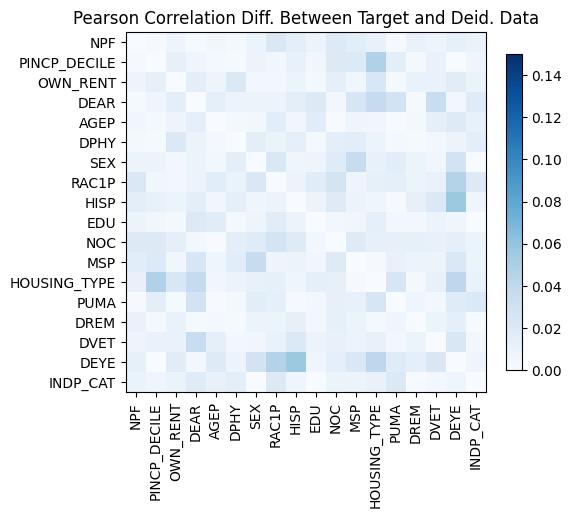 Pearson Correlation Diff. Between Target and Deid. Data
NPF
PINCP_DECILE
OWN_RENT
DEAR
AGEP
DPHY
SEX
RAC1P
HISP
EDU
NOC
MSP
HOUSING_TYPE
PUMA
DREM
DVET
DEYE
INDP_CAT
NPF
PINCP_DECILE
OWN_RENT
DEAR
AGEP
DPHY
SEX
RAC1P
HISP
EDU
NOC
MSP
HOUSING_TYPE
PUMA
DREM
DVET
DEYE
INDP_CAT
0.14
0.12
0.10
0.08
0.06
0.04
0.02
0.00